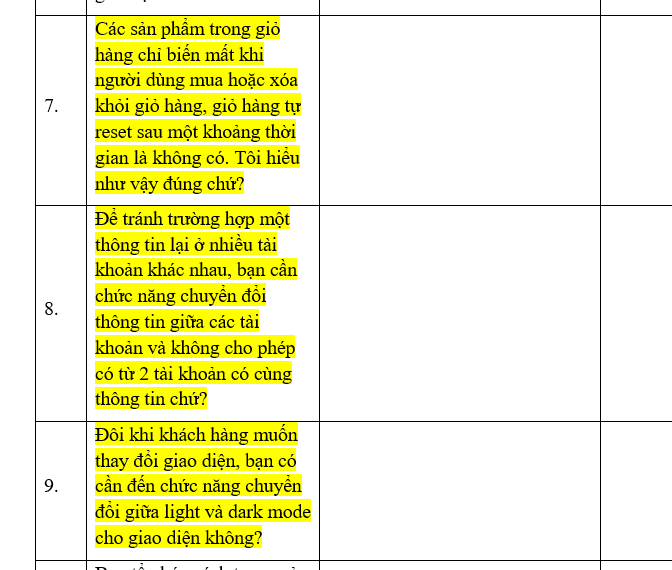 7.
Các sản phẩm trong giỏ
hàng chỉ biến mất khi
người dùng mua hoặc xóa
khỏi giỏ hàng, giỏ hàng tự
reset sau một khoảng thời
gian là không có. Tôi hiểu
như vậy đúng chứ?
8.
Để tránh trường hợp một
thông tin lại ở nhiều tài
khoản khác nhau, bạn cần
chức năng chuyển đổi
thông tin giữa các tài
khoản và không cho phép
có từ 2 tài khoản có cùng
thông tin chứ?
9.
Đôi khi khách hàng muốn
thay đổi giao diện, bạn có
cần đến chức năng chuyển
đổi giữa light và dark mode
cho giao diện không?